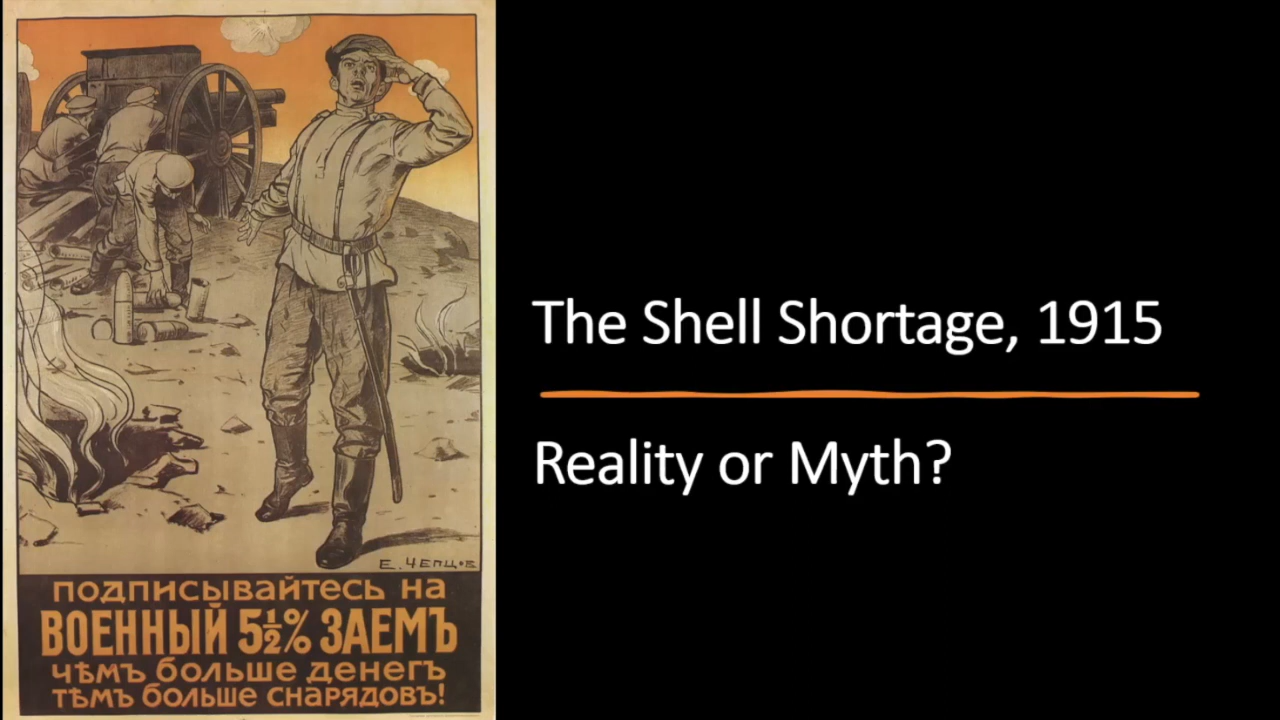 Е. ЧЕПЦОВ
подписывайтесь на
ВОЕННЫЙ 5½% ЗАЕМЪ
чѣмъ больше денегъ
тѣмъ больше снарядовъ!
The Shell Shortage, 1915
Reality or Myth?